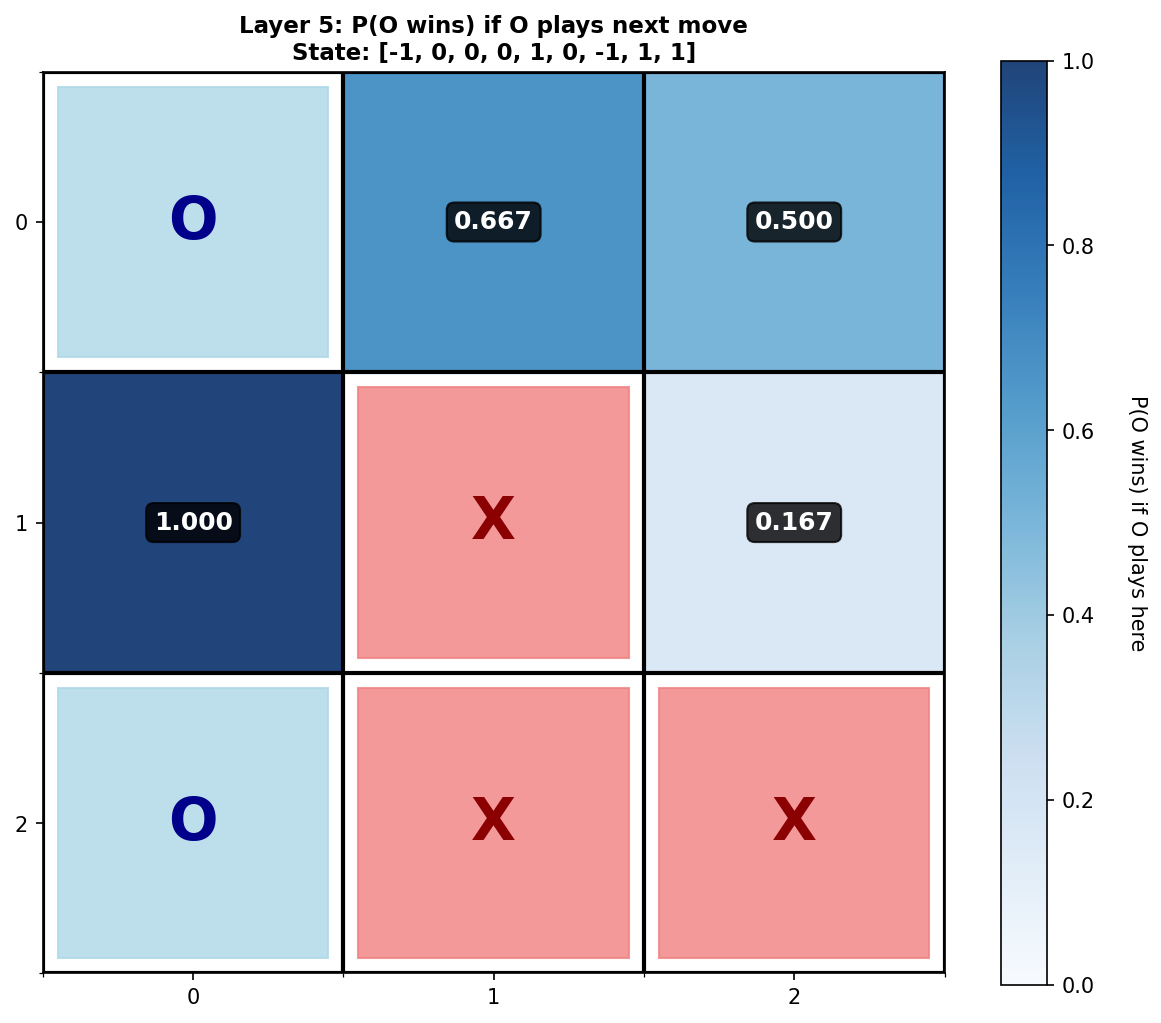 Layer 5: P(O wins) if O plays next move
State: [-1, 0, 0, 0, 1, 0, -1, 1, 1]
0
O
0.667
0.500
1
1.000
X
0.167
2
O
X
X
0
1
2
1.0
0.8
0.6
0.4
0.2
0.0
P(O wins) if O plays here